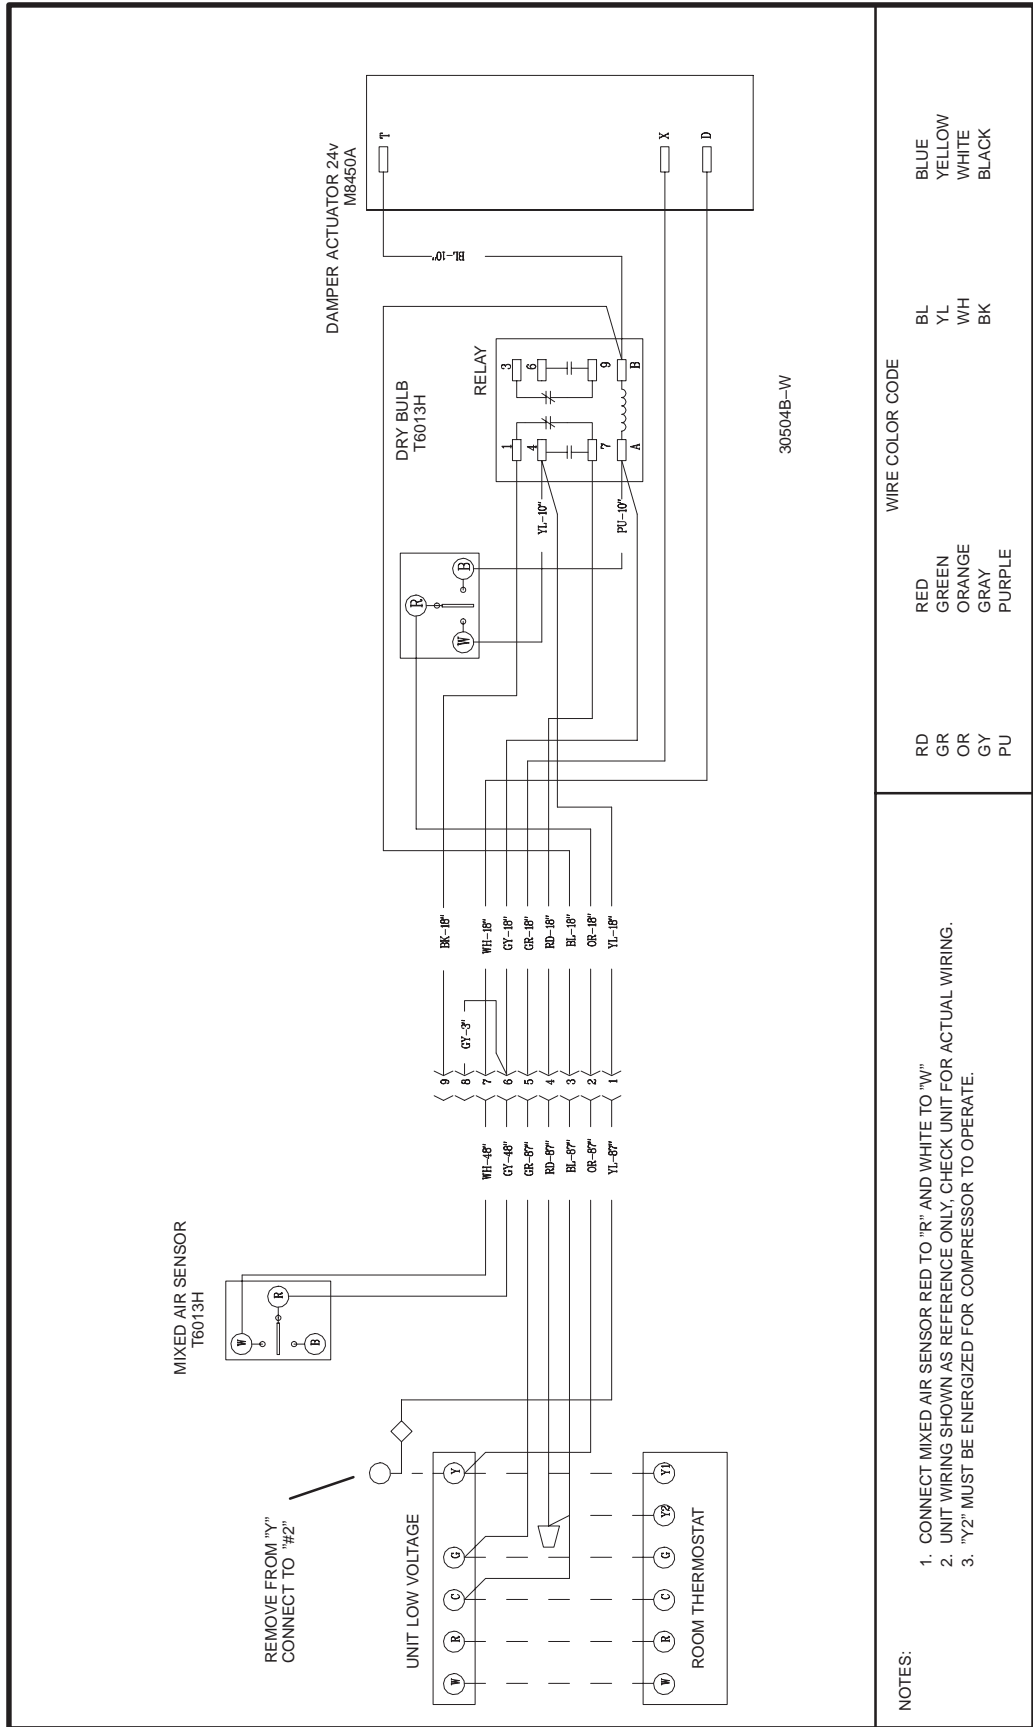 MIXED AIR SENSOR
T6013H
W
R
B
REMOVE FROM "Y"
CONNECT TO "#2"
UNIT LOW VOLTAGE
W
R
C
G
Y
ROOM THERMOSTAT
W
R
C
G
Y2
Y1
WH-48"
GY-48"
GR-87"
RD-87"
BL-87"
OR-87"
YL-87"
9
8
7
6
5
4
3
2
1
GY-3"
BK-18"
WH-18"
GY-18"
GR-18"
RD-18"
BL-18"
OR-18"
YL-18"
DRY BULB
T6013H
W
R
B
YL-10"
PU-10"
RELAY
1
3
4
6
7
9
A
B
BL-10"
DAMPER ACTUATOR 24v
M8450A
T
X
D
30504B-W
NOTES:
1. CONNECT MIXED AIR SENSOR RED TO "R" AND WHITE TO "W"
2. UNIT WIRING SHOWN AS REFERENCE ONLY, CHECK UNIT FOR ACTUAL WIRING.
3. "Y2" MUST BE ENERGIZED FOR COMPRESSOR TO OPERATE.
WIRE COLOR CODE
RD RED BL BLUE
GR GREEN YL YELLOW
OR ORANGE WH WHITE
GY GRAY BK BLACK
PU PURPLE